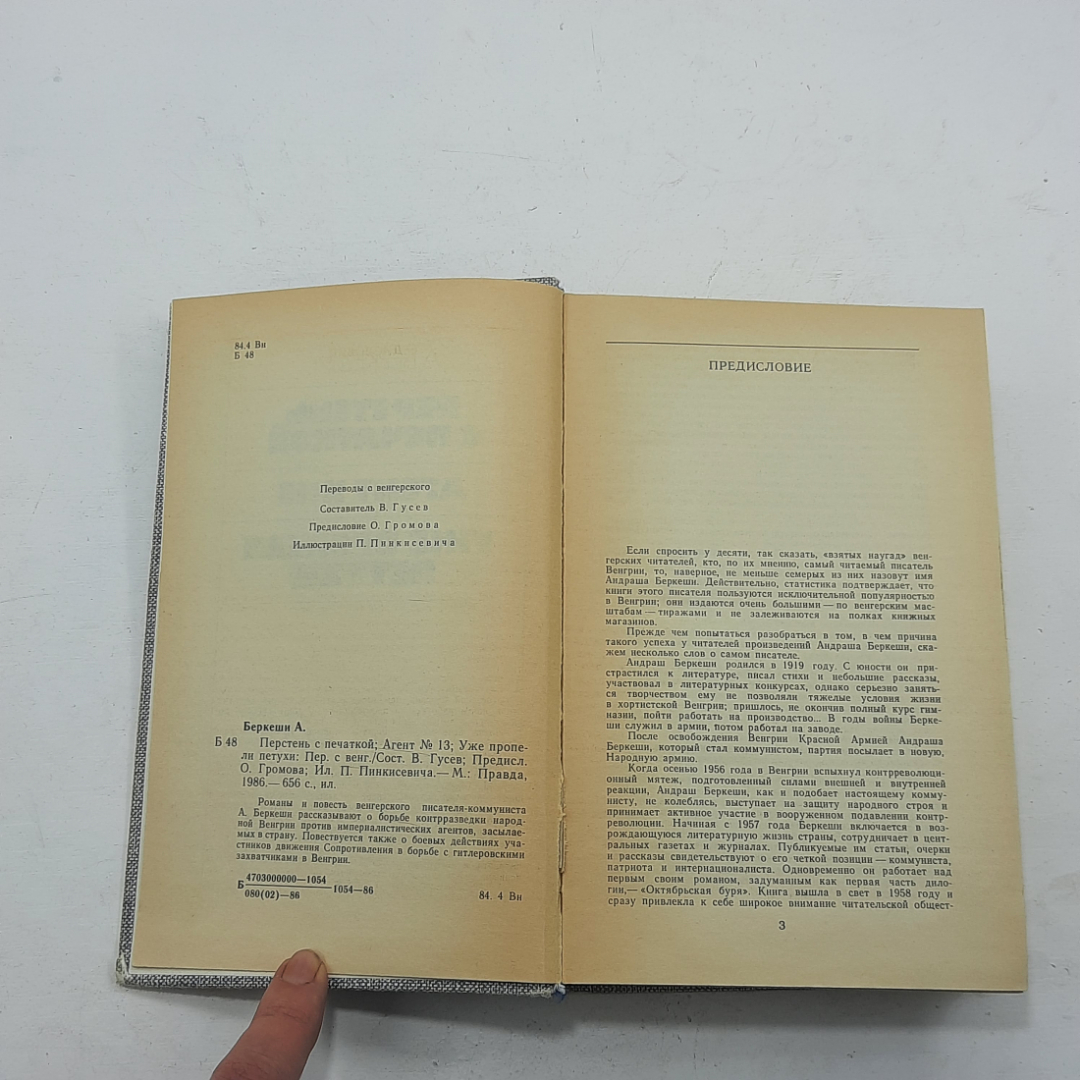 84.4 Вн
Б 48
Переводы с венгерского
Составитель В. Гусев
Предисловие О. Громова
Иллюстрации П. Пинкисевича
Беркеши А.
Б 48 Перстень с печаткой; Агент № 13; Уже пропе-
ли петухи: Пер. с венг./Сост. В. Гусев; Предисл.
О. Громова; Ил. П. Пинкисевича.— М.: Правда,
1986.— 656 с., ил.
Романы и повесть венгерского писателя-коммуниста
А. Беркеши рассказывают о борьбе контрразведки народ-
ной Венгрии против империалистических агентов, засылае-
мых в страну. Повествуется также о боевых действиях уча-
стников движения Сопротивления в борьбе с гитлеровскими
захватчиками в Венгрии.
Б 4703000000—1054
080(02)—86 1054—86
84. 4 Вн
ПРЕДИСЛОВИЕ
Если спросить у десяти, так сказать, «взятых наугад» вен-
герских читателей, кто, по их мнению, самый читаемый писатель
Венгрии, то, наверное, не меньше семерых из них назовут имя
Андраша Беркеши. Действительно, статистика подтверждает, что
книги этого писателя пользуются исключительной популярностью
в Венгрии; они издаются очень большими — по венгерским мас-
штабам — тиражами и не залеживаются на полках книжных
магазинов.
Прежде чем попытаться разобраться в том, в чем причина
такого успеха у читателей произведений Андраша Беркеши, ска-
жем несколько слов о самом писателе.
Андраш Беркеши родился в 1919 году. С юности он при-
страстился к литературе, писал стихи и небольшие рассказы,
участвовал в литературных конкурсах, однако серьезно занять-
ся творчеством ему не позволяли тяжелые условия жизни
в хортистской Венгрии; пришлось, не окончив полный курс гим-
назии, пойти работать на производство... В годы войны Берке-
ши служил в армии, потом работал на заводе.
После освобождения Венгрии Красной Армией Андраша
Беркеши, который стал коммунистом, партия посылает в новую,
Народную армию.
Когда осенью 1956 года в Венгрии вспыхнул контрреволюци-
онный мятеж, подготовленный силами внешней и внутренней
реакции, Андраш Беркеши, как и подобает настоящему комму-
нисту, не колеблясь, выступает на защиту народного строя и
принимает активное участие в вооруженном подавлении контр-
революции. Начиная с 1957 года Беркеши включается в воз-
рождающуюся литературную жизнь страны, сотрудничает в цент-
ральных газетах и журналах. Публикуемые им статьи, очерки
и рассказы свидетельствуют о его четкой позиции — коммуниста,
патриота и интернационалиста. Одновременно он работает над
первым своим романом, задуманным как первая часть дило-
гии,— «Октябрьская буря». Книга вышла в свет в 1958 году и
сразу привлекла к себе широкое внимание читательской общест-
3